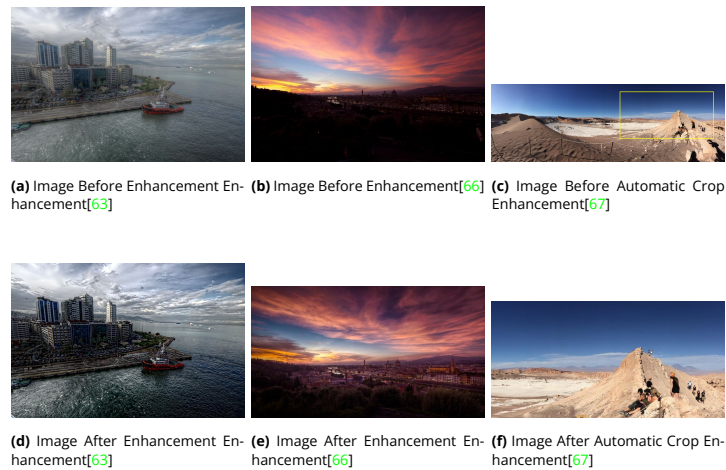 (a) Image Before Enhancement En-
hancement[63]
(b) Image Before Enhancement[66]
(c) Image Before Automatic Crop
Enhancement[67]
(d) Image After Enhancement En-
hancement[63]
(e) Image After Enhancement En-
hancement[66]
(f) Image After Automatic Crop En-
hancement[67]